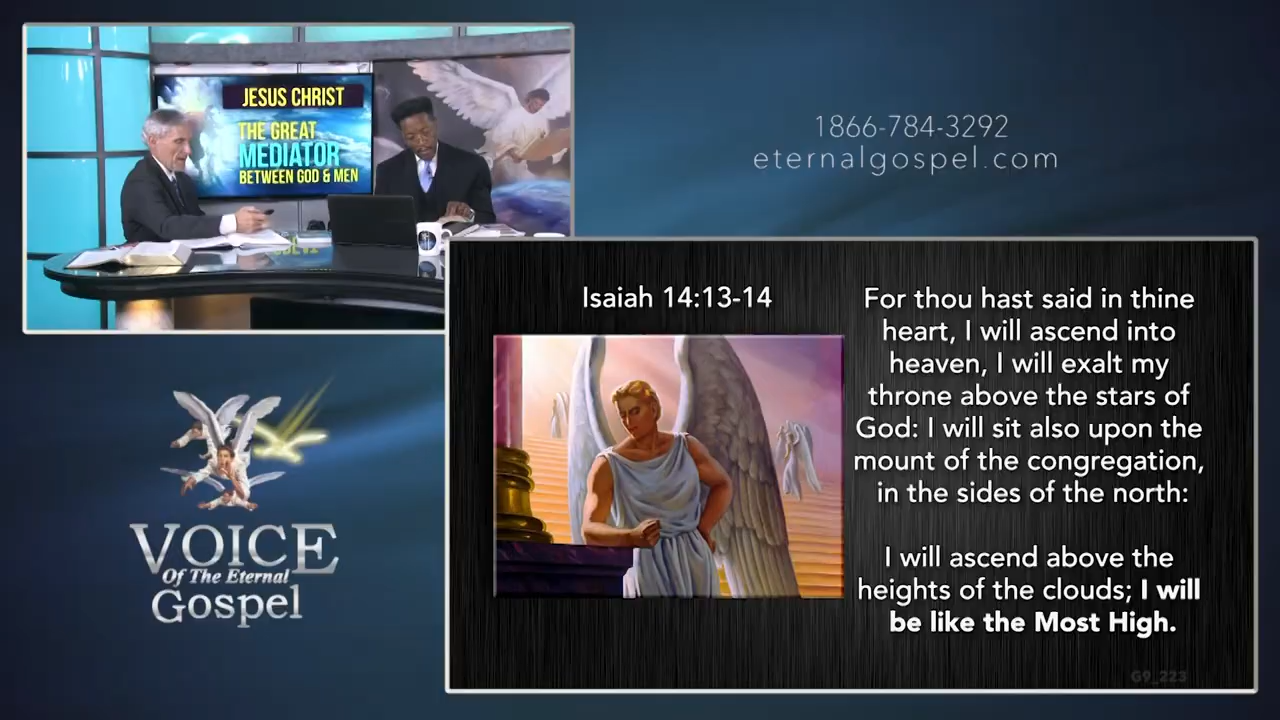 JESUS CHRIST
THE GREAT
MEDIATOR
BETWEEN GOD & MEN
1866-784-3292
eternalgospel.com
VOICE
Of The Eternal
Gospel
Isaiah 14:13-14
For thou hast said in thine
heart, I will ascend into
heaven, I will exalt my
throne above the stars of
God: I will sit also upon the
mount of the congregation,
in the sides of the north:
I will ascend above the
heights of the clouds; I will
be like the Most High.
G9_223